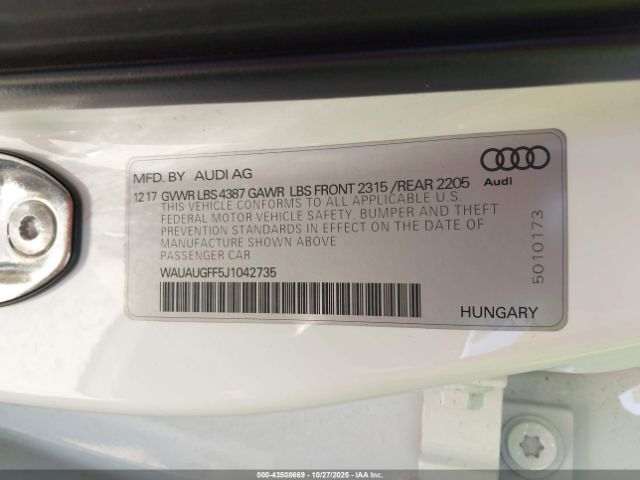 MFD. BY AUDI AG
12 17 GVWR LBS 4387 GAWR LBS FRONT 2315 / REAR 2205
THIS VEHICLE CONFORMS TO ALL APPLICABLE U.S.
FEDERAL MOTOR VEHICLE SAFETY, BUMPER AND THEFT
PREVENTION STANDARDS IN EFFECT ON THE DATE OF
MANUFACTURE SHOWN ABOVE
PASSENGER CAR
WAUAUGFF5J1042735
Audi
5010173
HUNGARY
000-43508669 | 10/27/2025 - IAA Inc. - Copyright